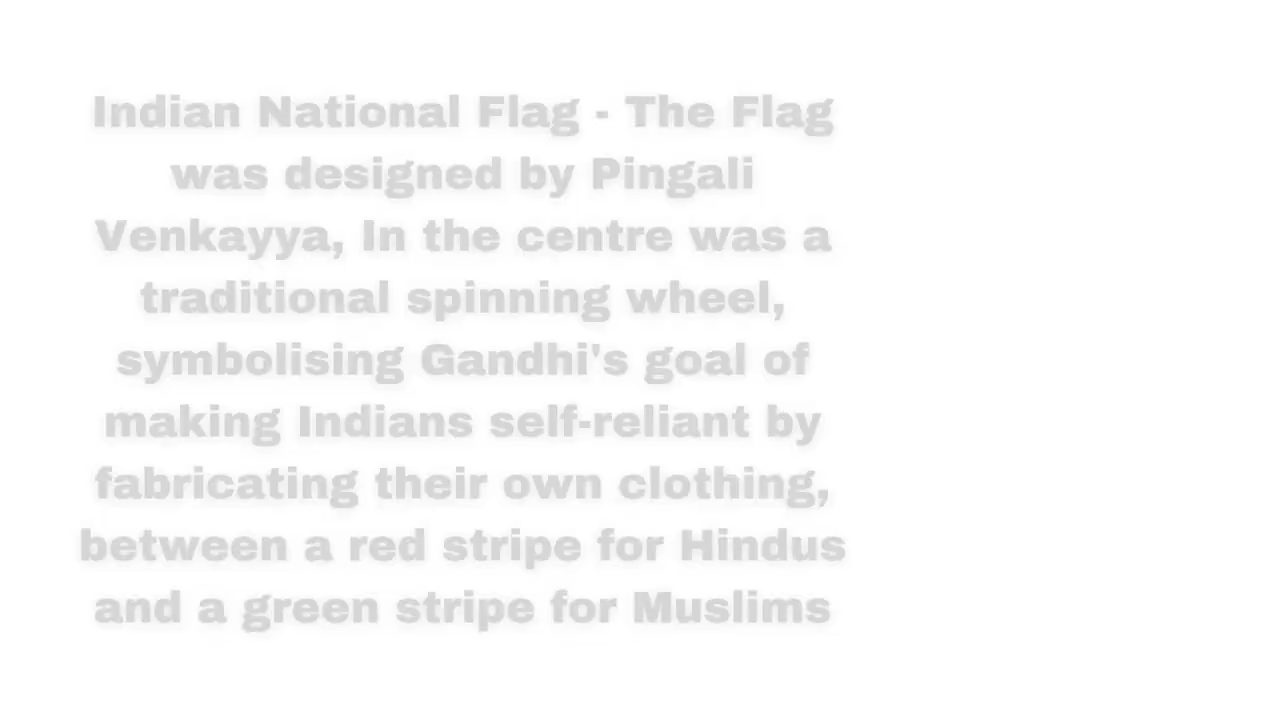 Indian National Flag - The Flag
was designed by Pingali
Venkayya, In the centre was a
traditional spinning wheel,
symbolising Gandhi's goal of
making Indians self-reliant by
fabricating their own clothing,
between a red stripe for Hindus
and a green stripe for Muslims